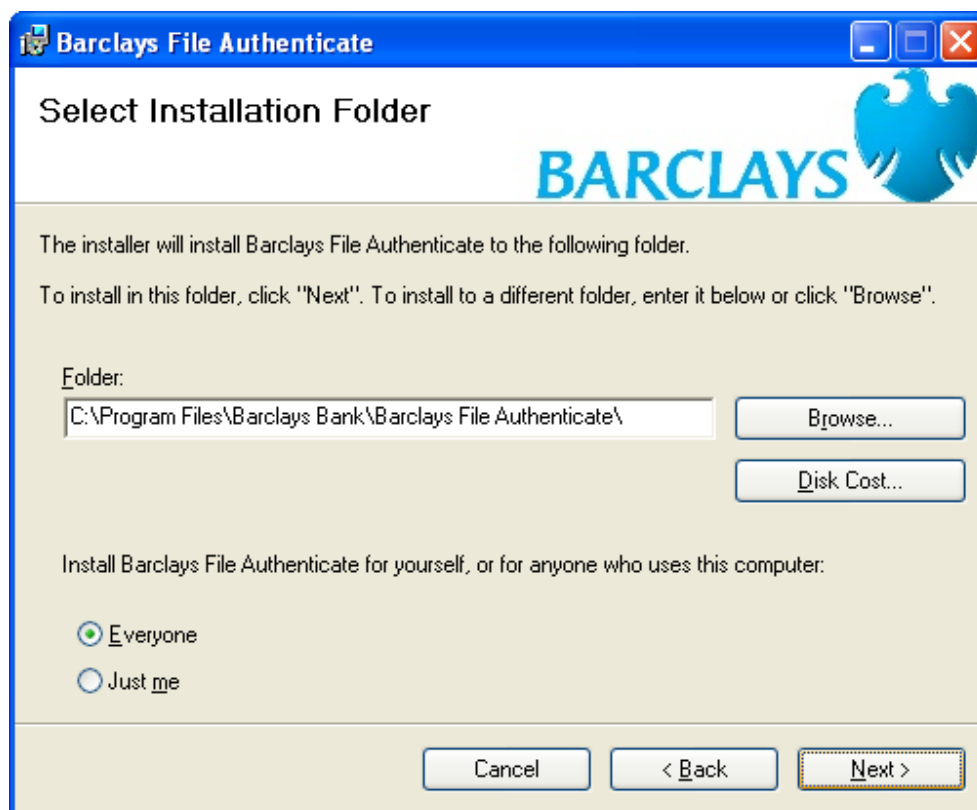 Barclays File Authenticate
Select Installation Folder
BARCLAYS
The installer will install Barclays File Authenticate to the following folder.
To install in this folder, click "Next". To install to a different folder, enter it below or click "Browse".
Folder:
C:\Program Files\Barclays Bank\Barclays File Authenticate\
Browse...
Disk Cost...
Install Barclays File Authenticate for yourself, or for anyone who uses this computer:
Everyone
Just me
Cancel
< Back
Next >